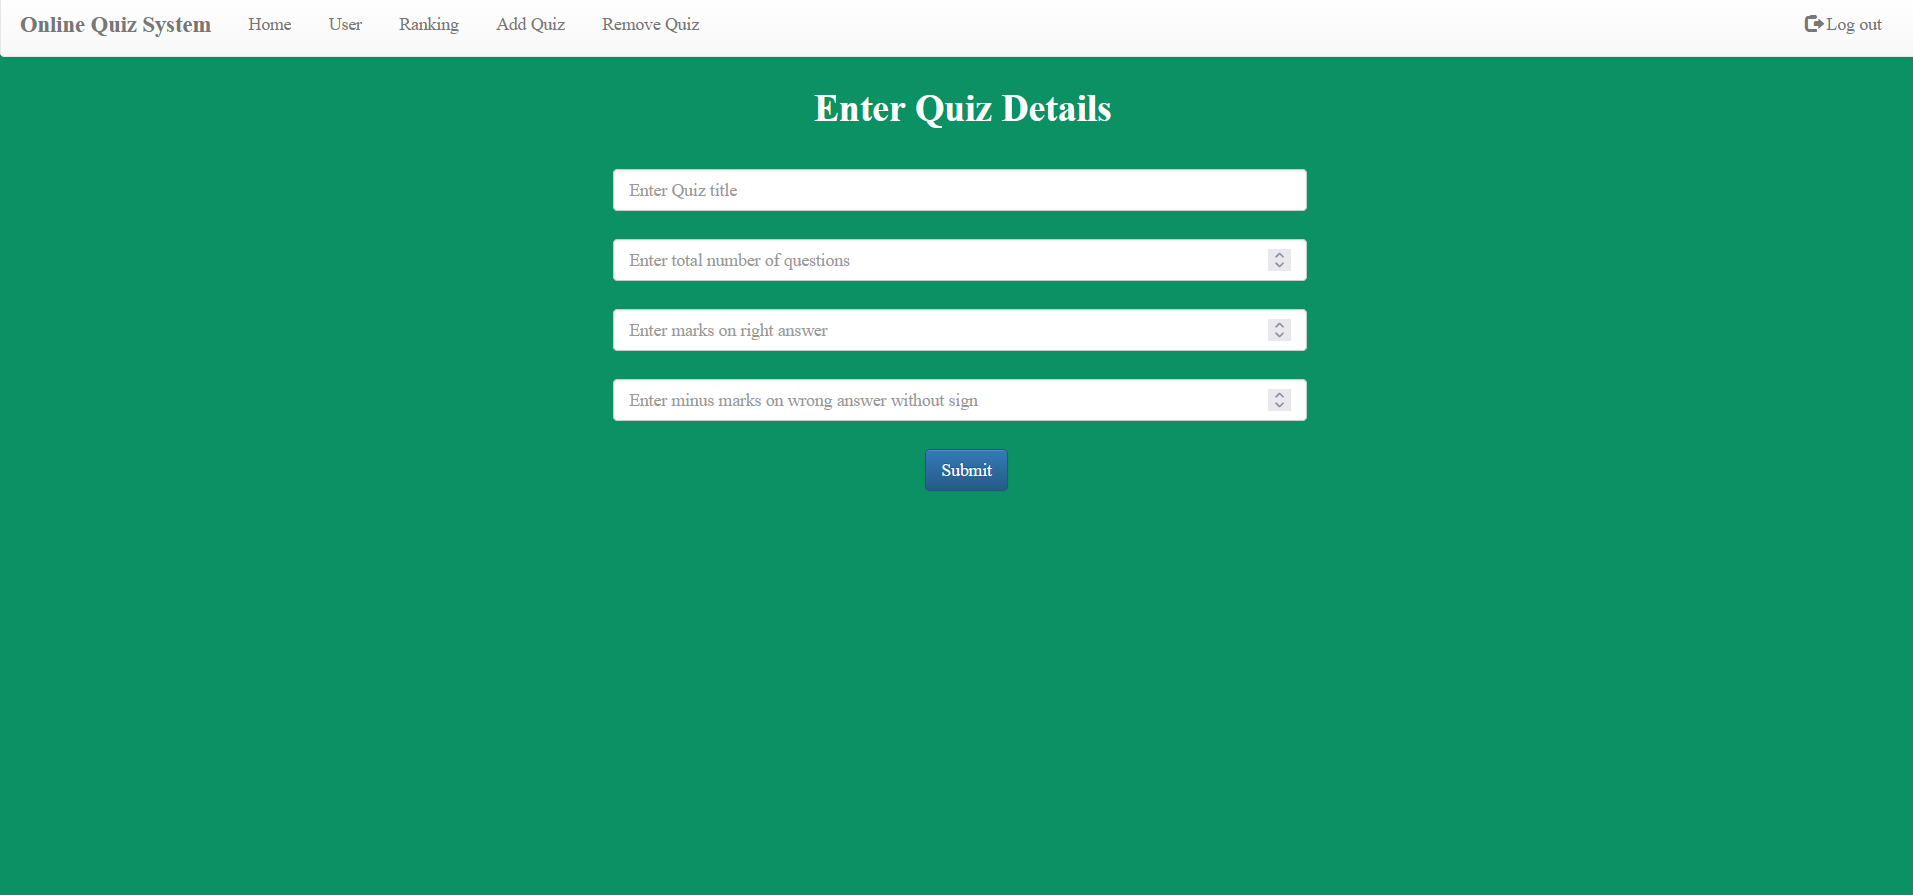 Online Quiz System Home User Ranking Add Quiz Remove Quiz Log out
Enter Quiz Details
Enter Quiz title
Enter total number of questions
Enter marks on right answer
Enter minus marks on wrong answer without sign
Submit